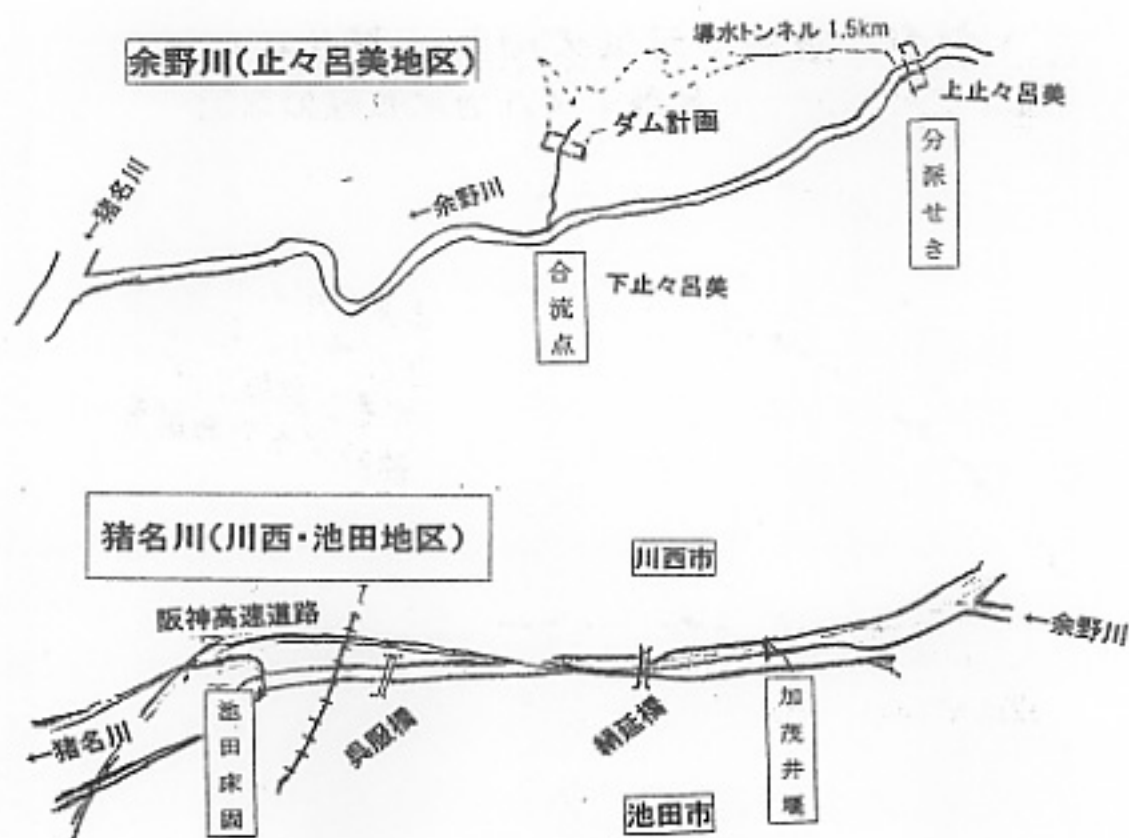 余野川(止々呂美地区)
導水トンネル 1.5km
上止々呂美
ダム計画
分派せき
←猪名川
←余野川
合流点
下止々呂美
猪名川(川西・池田地区)
川西市
阪神高速道路
←余野川
池田床固
呉服橋
絹延橋
加茂井堰
←猪名川
池田市